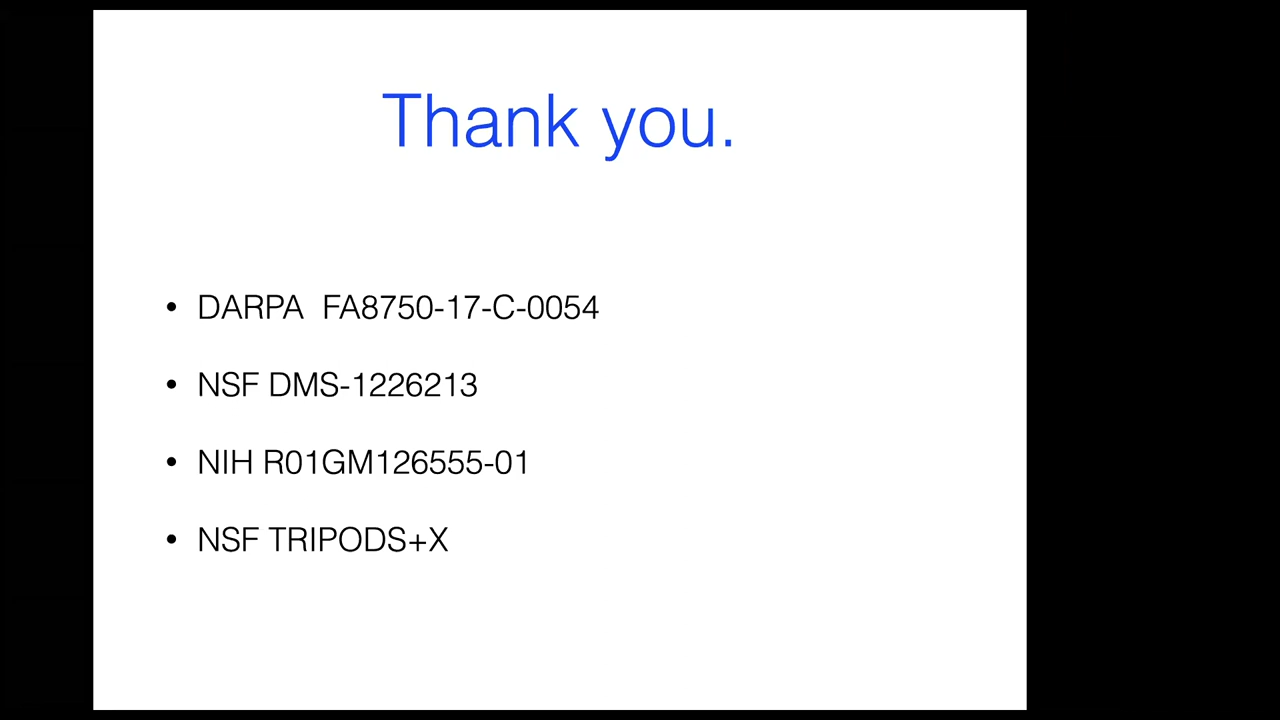 Thank you.
• DARPA  FA8750-17-C-0054
• NSF DMS-1226213
• NIH R01GM126555-01
• NSF TRIPODS+X